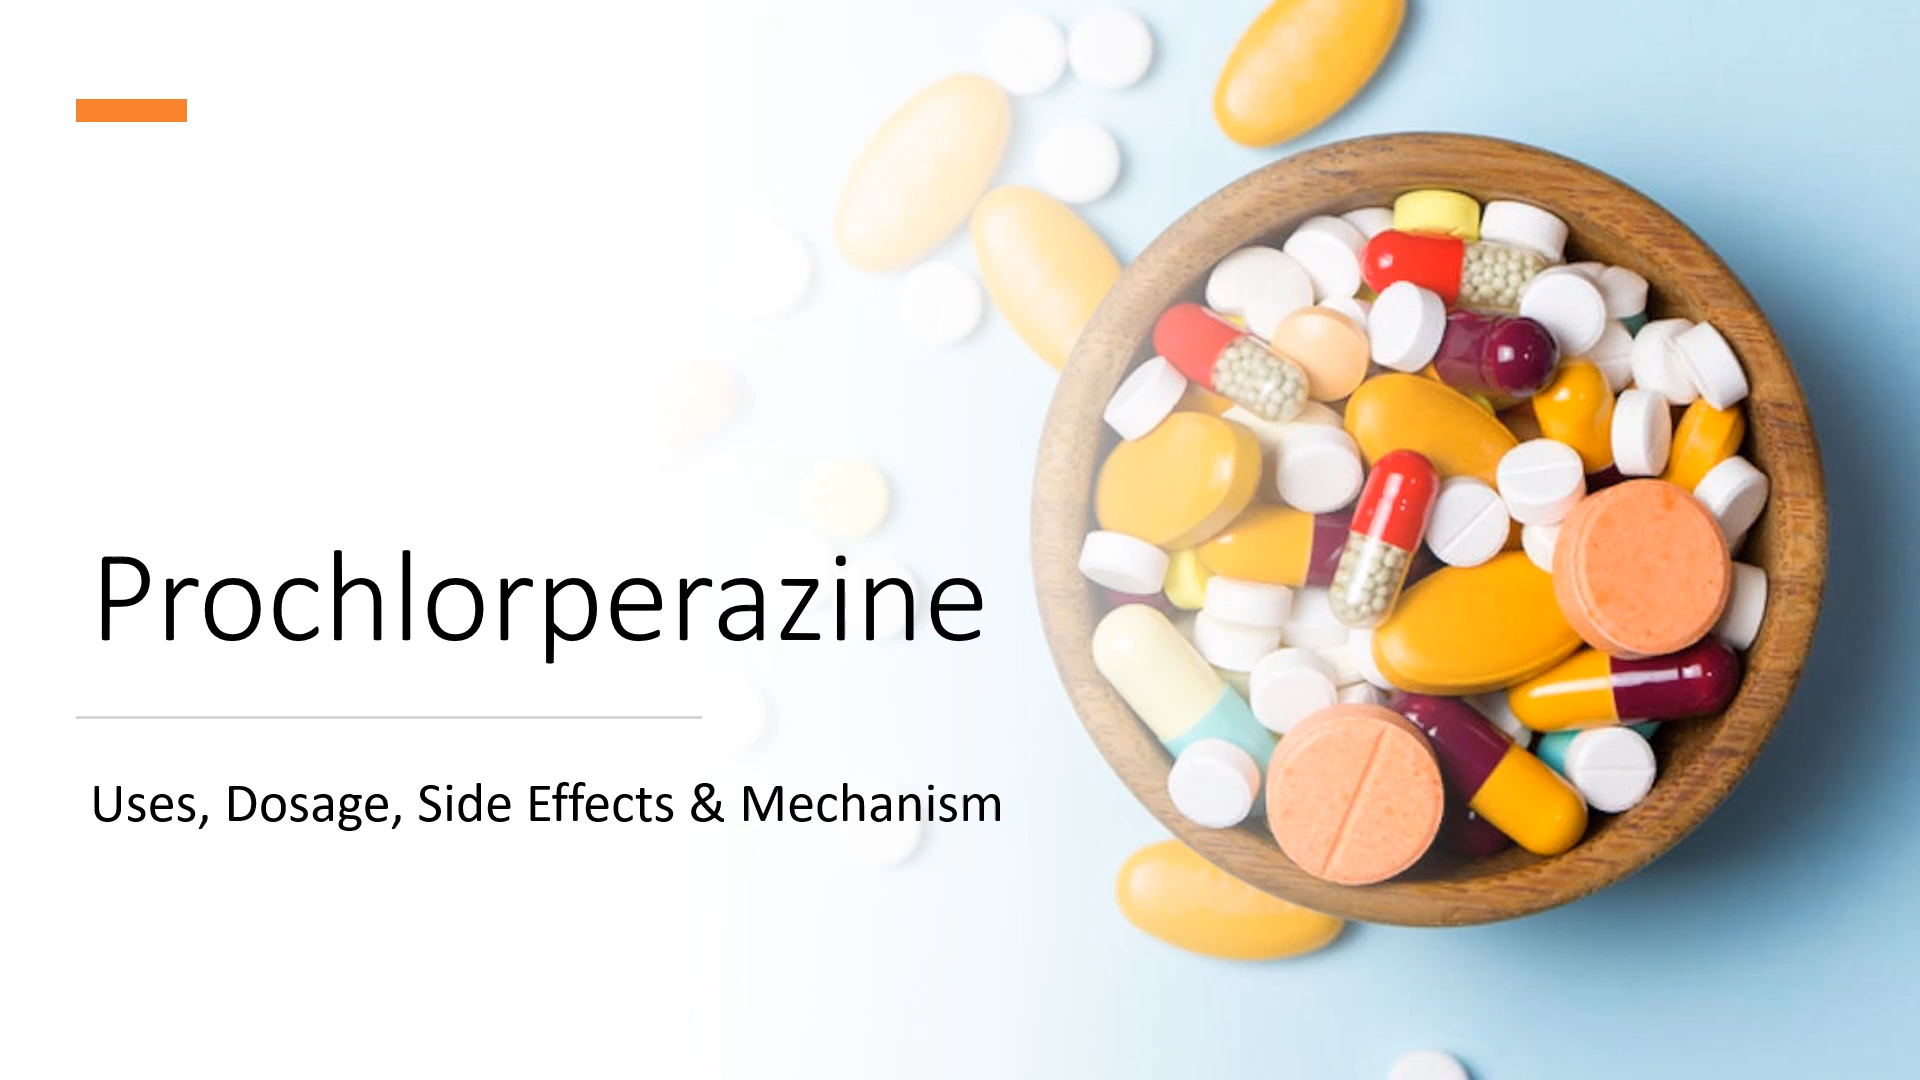 Prochlorperazine
Uses, Dosage, Side Effects & Mechanism